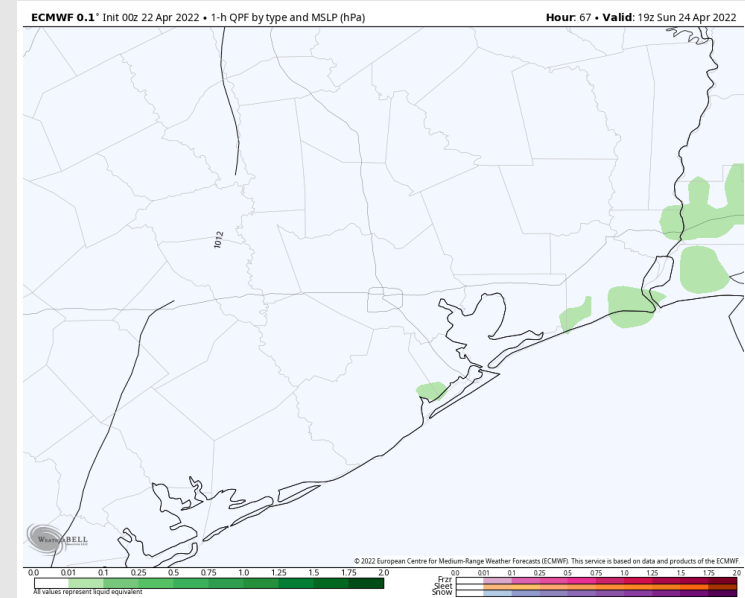 ECMWF 0.1° Init 00z 22 Apr 2022 • 1-h QPF by type and MSLP (hPa)
Hour: 67 • Valid: 19z Sun 24 Apr 2022
1012
WEATHERBELL
© 2022 European Centre for Medium-Range Weather Forecasts (ECMWF). This service is based on data and products of the ECMWF.
0.0 0.01 0.1 0.25 0.5 0.75 1.0 1.25 1.5 1.75 2.0
All values represent liquid equivalent
0.0 0.01 0.1 0.25 0.5 0.75 1.0 1.25 1.5 1.75 2.0
Frzr
Sleet
Snow